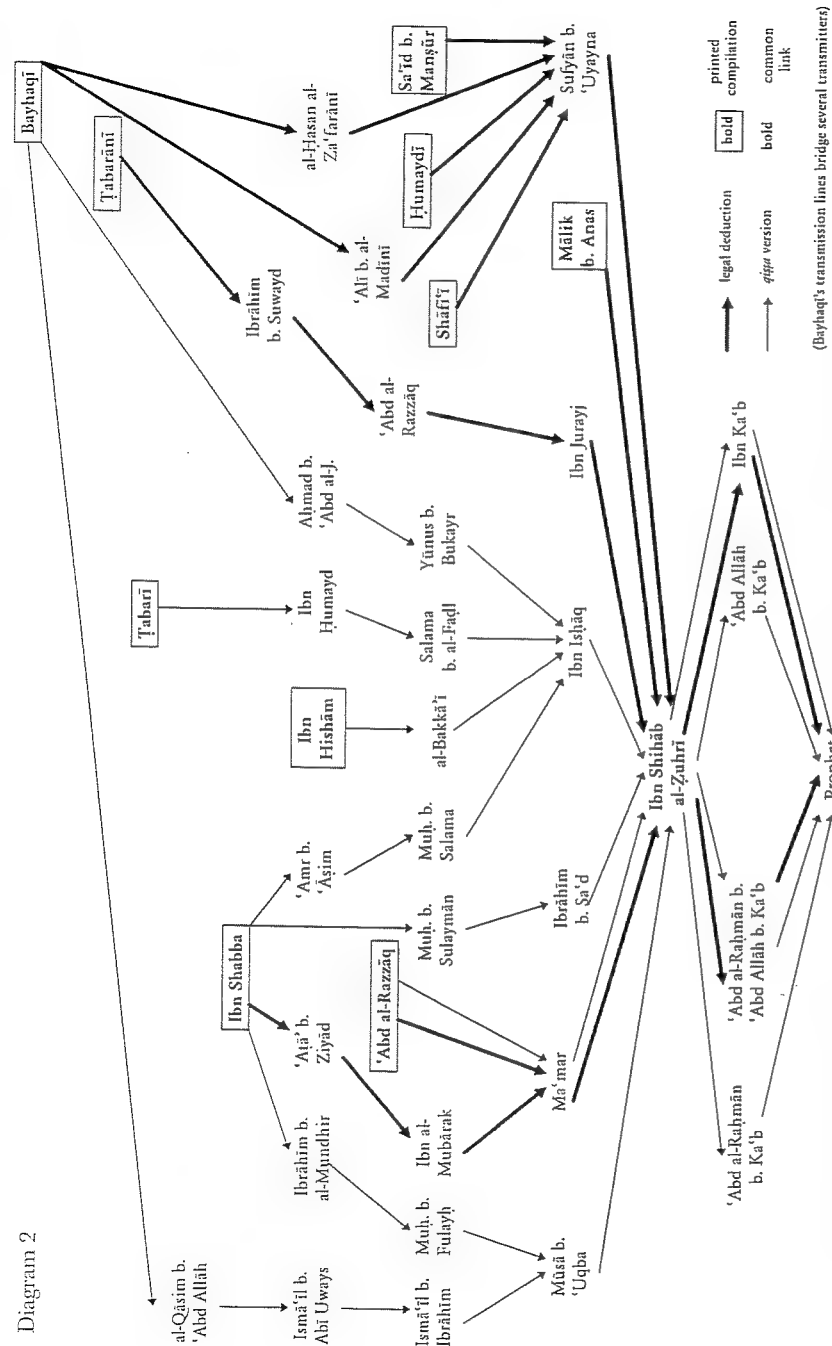 Diagram 2
Bayhaqī
Ṭabarānī
al-Ḥasan al-
Zaʿfarānī
Saʿīd b.
Manṣūr
Ṭabarī
Ibrāhīm
b. Suwayd
ʿAlī b. al-
Madīnī
Ḥumaydī
Sufyān b.
ʿUyayna
al-Qāsim b.
ʿAbd Allāh
Ibn Shabba
Ibn
Hishām
Ibn
Ḥumayd
Aḥmad b.
ʿAbd al-J.
ʿAbd al-
Razzāq
Shāfiʿī
Mālik
b. Anas
Ismāʿīl b.
Abī Uways
Ibrāhīm b.
al-Mundhir
ʿAṭāʾ b.
Ziyād
ʿAmr b.
ʿĀṣim
Muḥ. b.
Sulaymān
Muḥ. b.
Salama
al-Bakkāʾī
Salama
b. al-Faḍl
Yūnus b.
Bukayr
Ismāʿīl b.
Ibrāhīm
Muḥ. b.
Fulayḥ
Ibn al-
Mubārak
ʿAbd al-Razzāq
Mūsā b.
ʿUqba
Maʿmar
Ibrāhīm
b. Saʿd
Ibn Isḥāq
Ibn Jurayj
Ibn Shihāb
al-Ẓuhrī
ʿAbd al-Raḥmān
b. Kaʿb
ʿAbd al-Raḥmān b.
ʿAbd Allāh b. Kaʿb
ʿAbd Allāh
b. Kaʿb
Ibn Kaʿb
Prophet
legal deduction
qiṣṣa version
bold
printed
compilation
bold
common
link
(Bayhaqī's transmission lines bridge several transmitters)